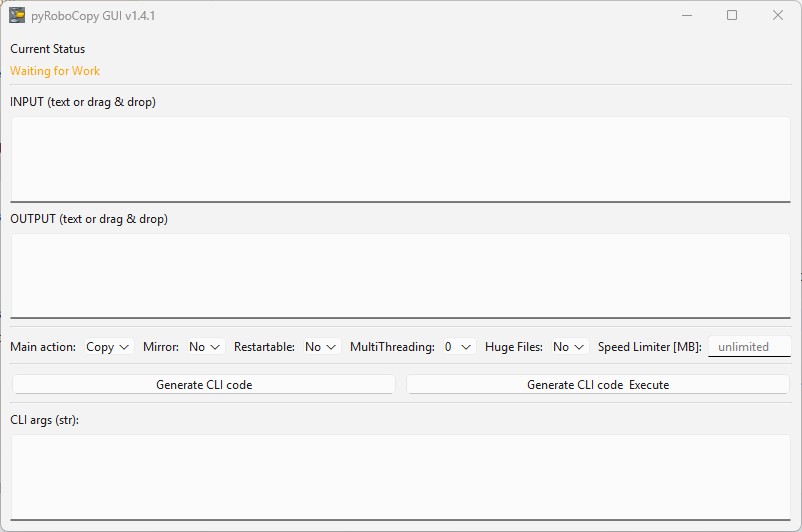 pyRoboCopy GUI v1.4.1
Current Status
Waiting for Work
INPUT (text or drag & drop)
OUTPUT (text or drag & drop)
Main action: Copy Mirror: No Restartable: No MultiThreading: 0 Huge Files: No Speed Limiter [MB]: unlimited
Generate CLI code Generate CLI code  Execute
CLI args (str):